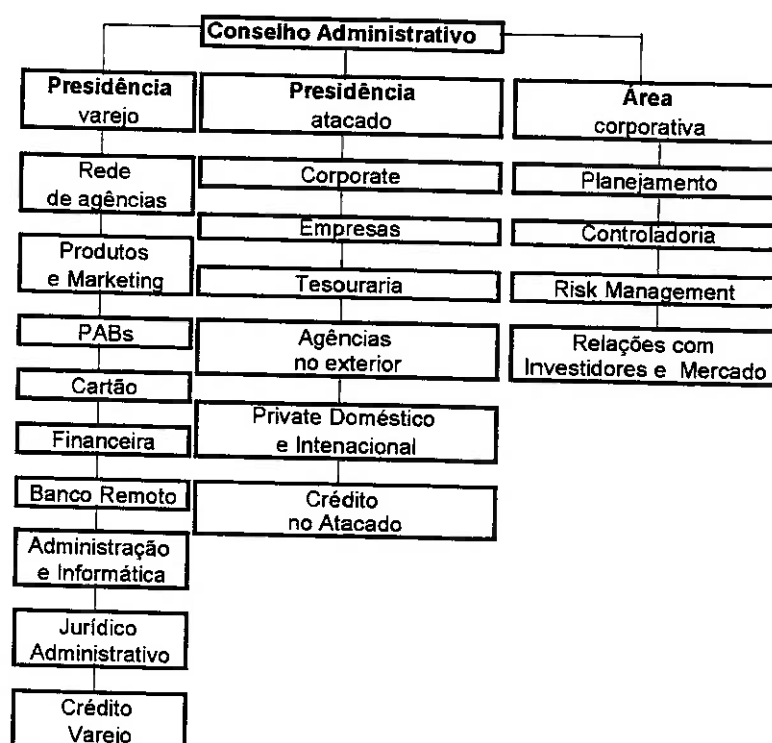 Conselho Administrativo
Presidência
varejo
Rede
de agências
Produtos
e Marketing
PABs
Cartão
Financeira
Banco Remoto
Administração
e Informática
Jurídico
Administrativo
Crédito
Varejo
Presidência
atacado
Corporate
Empresas
Tesouraria
Agências
no exterior
Private Doméstico
e Intenacional
Crédito
no Atacado
Área
corporativa
Planejamento
Controladoria
Risk Management
Relações com
Investidores e Mercado